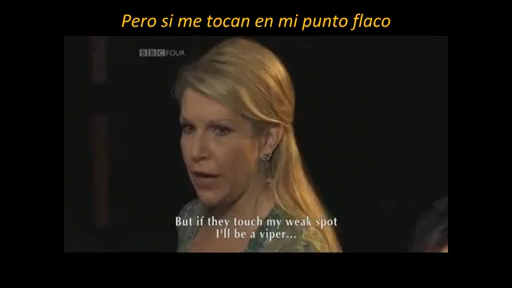 Pero si me tocan en mi punto flaco
BBC FOUR
But if they touch my weak spot
I'll be a viper...